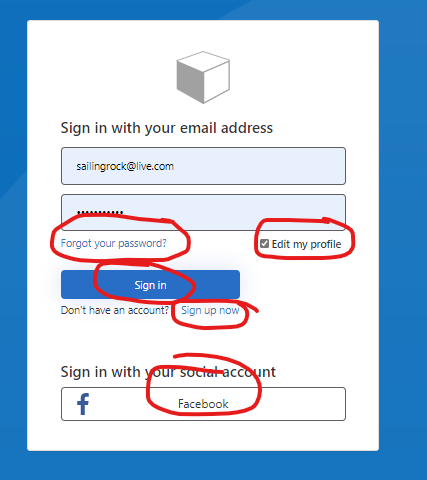 Sign in with your email address
sailingrock@live.com
Forgot your password?
Edit my profile
Sign in
Don't have an account? Sign up now
Sign in with your social account
Facebook